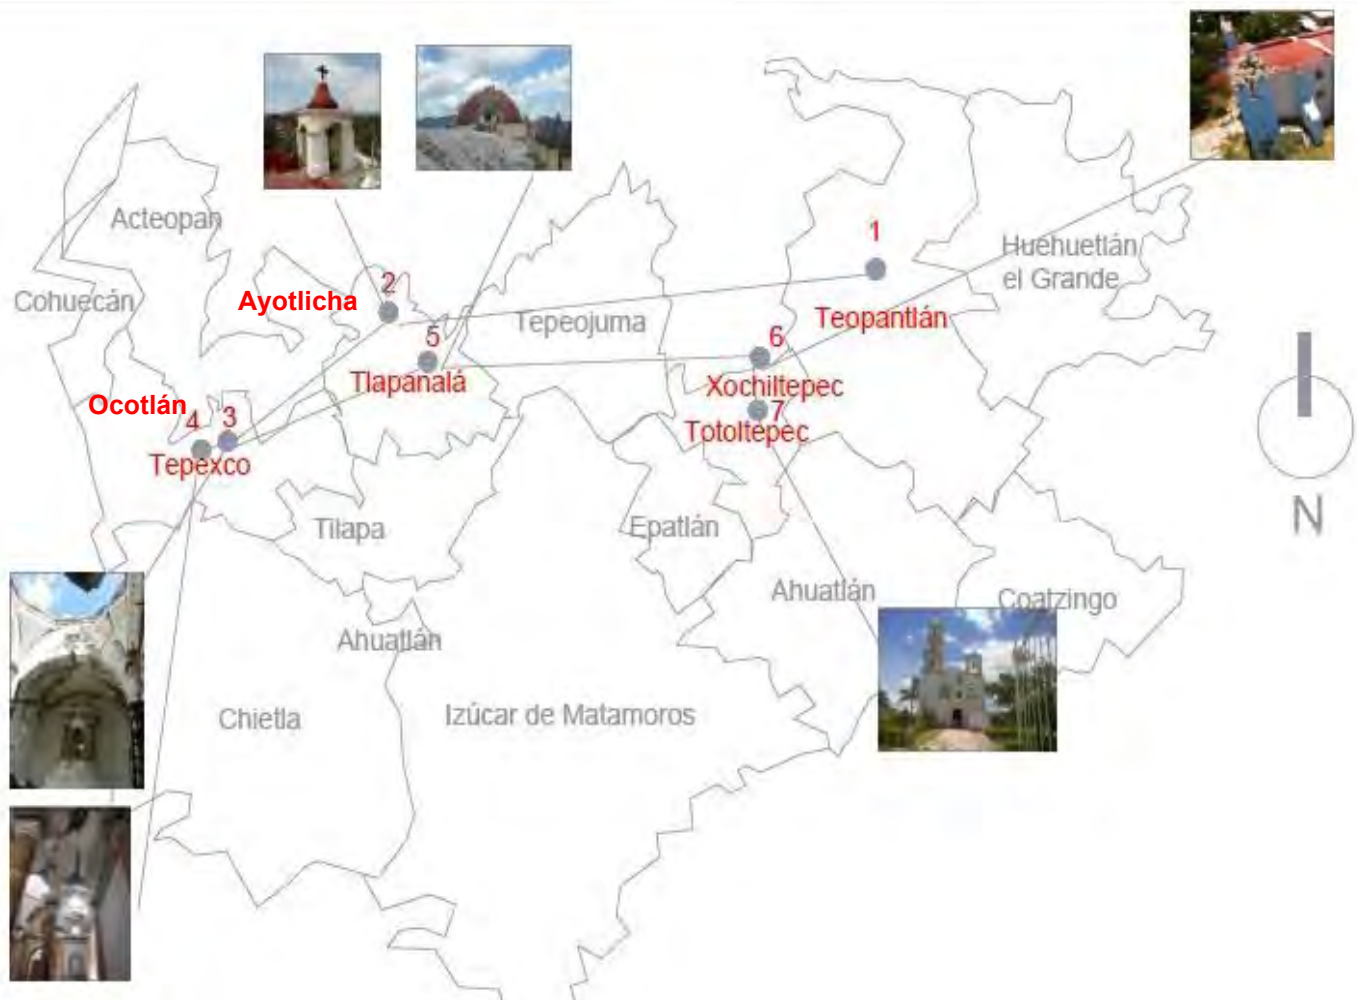 Acteopan
1
Huehuetlán
el Grande
2
Cohuecán
Ayotlicha
Tepeojuma
Teopantlán
5
6
Tlapanalá
Xochiltepec
Ocotlán
4
3
7
Totoltepec
Tepexco
Tilapa
Epatlán
N
Ahuatlán
Coatzingo
Ahuatlán
Chietla
Izúcar de Matamoros